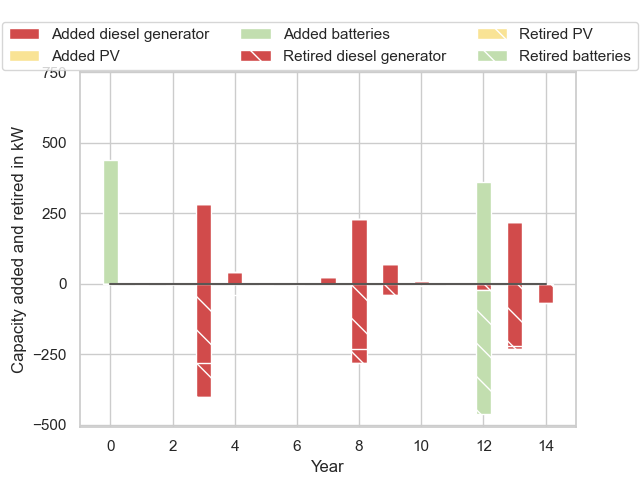 Added diesel generator
Added PV
Added batteries
Retired diesel generator
Retired PV
Retired batteries
750
500
250
0
−250
−500
Capacity added and retired in kW
0 2 4 6 8 10 12 14
Year